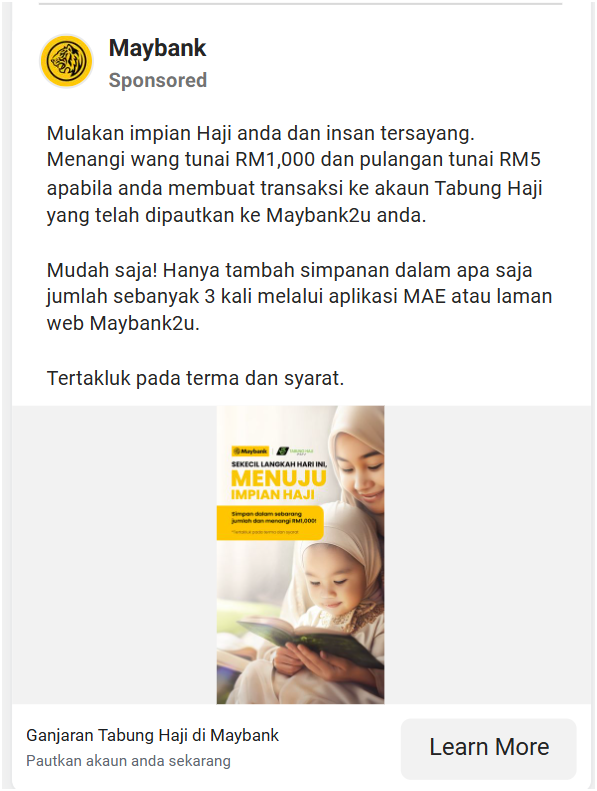 Maybank
Sponsored
Mulakan impian Haji anda dan insan tersayang.
Menangi wang tunai RM1,000 dan pulangan tunai RM5
apabila anda membuat transaksi ke akaun Tabung Haji
yang telah dipautkan ke Maybank2u anda.
Mudah saja! Hanya tambah simpanan dalam apa saja
jumlah sebanyak 3 kali melalui aplikasi MAE atau laman
web Maybank2u.
Tertakluk pada terma dan syarat.
Maybank
TABUNG HAJI
SEKECIL LANGKAH HARI INI,
MENUJU
IMPIAN HAJI
Simpan dalam sebarang
jumlah dan menangi RM1,000!
*Tertakluk pada terma dan syarat
Ganjaran Tabung Haji di Maybank
Pautkan akaun anda sekarang
Learn More